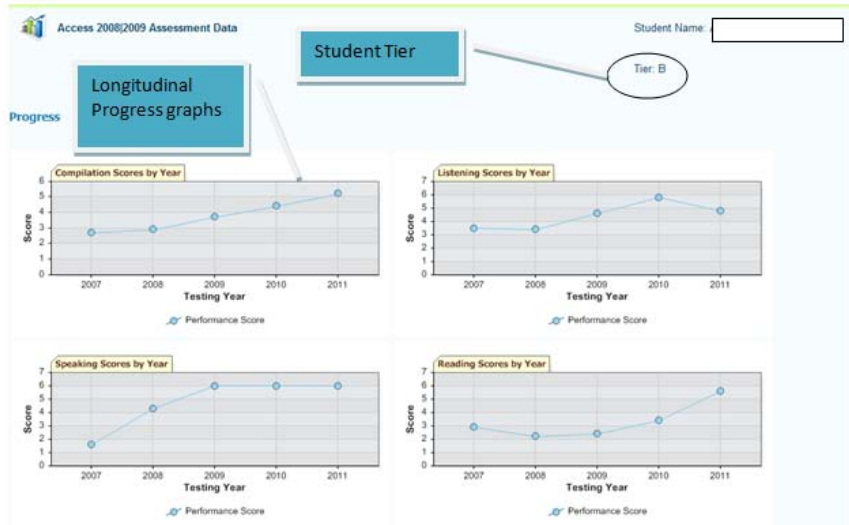 Access 2008|2009 Assessment Data
Student Name:
Student Tier
Tier: B
Longitudinal
Progress graphs
Progress
Compilation Scores by Year
6
5
4
3
2
1
0
Score
2007 2008 2009 2010 2011
Testing Year
Performance Score
Listening Scores by Year
7
6
5
4
3
2
1
0
Score
2007 2008 2009 2010 2011
Testing Year
Performance Score
Speaking Scores by Year
7
6
5
4
3
2
1
0
Score
2007 2008 2009 2010 2011
Testing Year
Performance Score
Reading Scores by Year
7
6
5
4
3
2
1
0
Score
2007 2008 2009 2010 2011
Testing Year
Performance Score